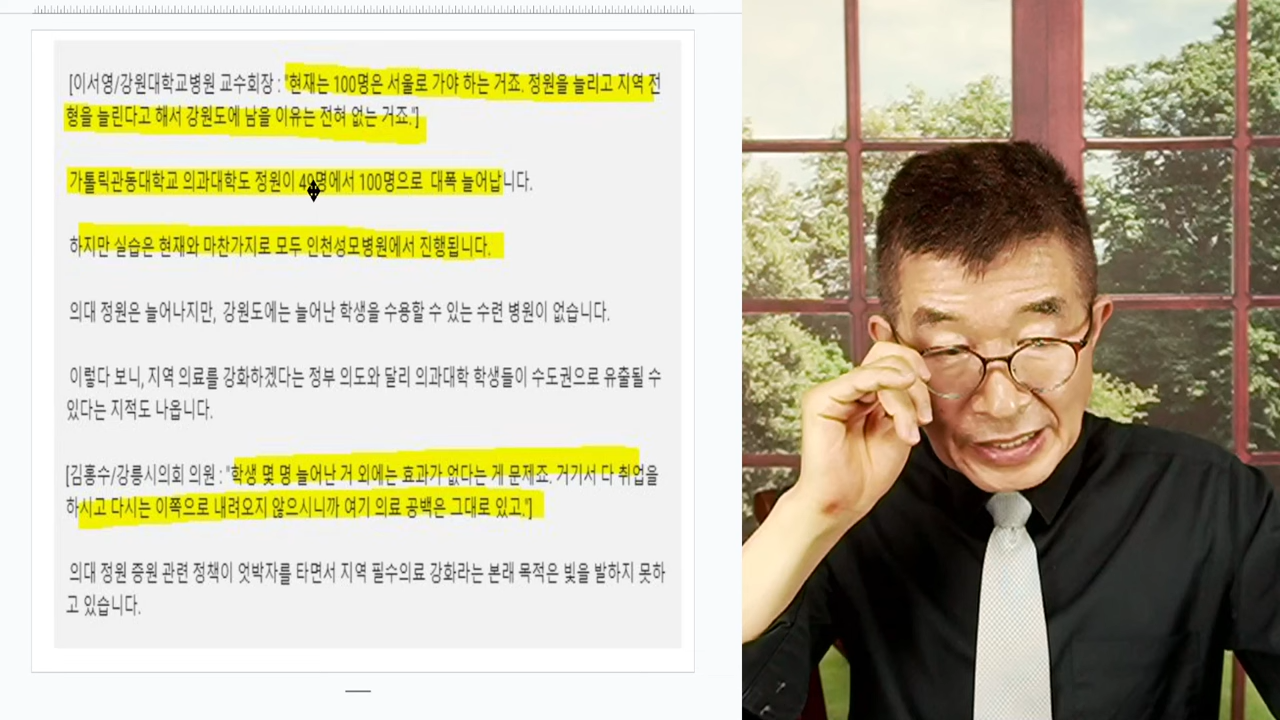 [이서영/강원대학교병원 교수회장 : "현재는 100명은 서울로 가야 하는 거죠. 정원을 늘리고 지역 전
형을 늘린다고 해서 강원도에 남을 이유는 전혀 없는 거죠."]
가톨릭관동대학교 의과대학도 정원이 49명에서 100명으로 대폭 늘어납니다.
하지만 실습은 현재와 마찬가지로 모두 인천성모병원에서 진행됩니다.
의대 정원은 늘어나지만, 강원도에는 늘어난 학생을 수용할 수 있는 수련 병원이 없습니다.
이렇다 보니, 지역 의료를 강화하겠다는 정부 의도와 달리 의과대학 학생들이 수도권으로 유출될 수
있다는 지적도 나옵니다.
[김홍수/강릉시의회 의원 : "학생 몇 명 늘어난 거 외에는 효과가 없다는 게 문제죠. 거기서 다 취업을
하시고 다시는 이쪽으로 내려오지 않으시니까 여기 의료 공백은 그대로 있고."]
의대 정원 증원 관련 정책이 엇박자를 타면서 지역 필수의료 강화라는 본래 목적은 빛을 발하지 못하
고 있습니다.